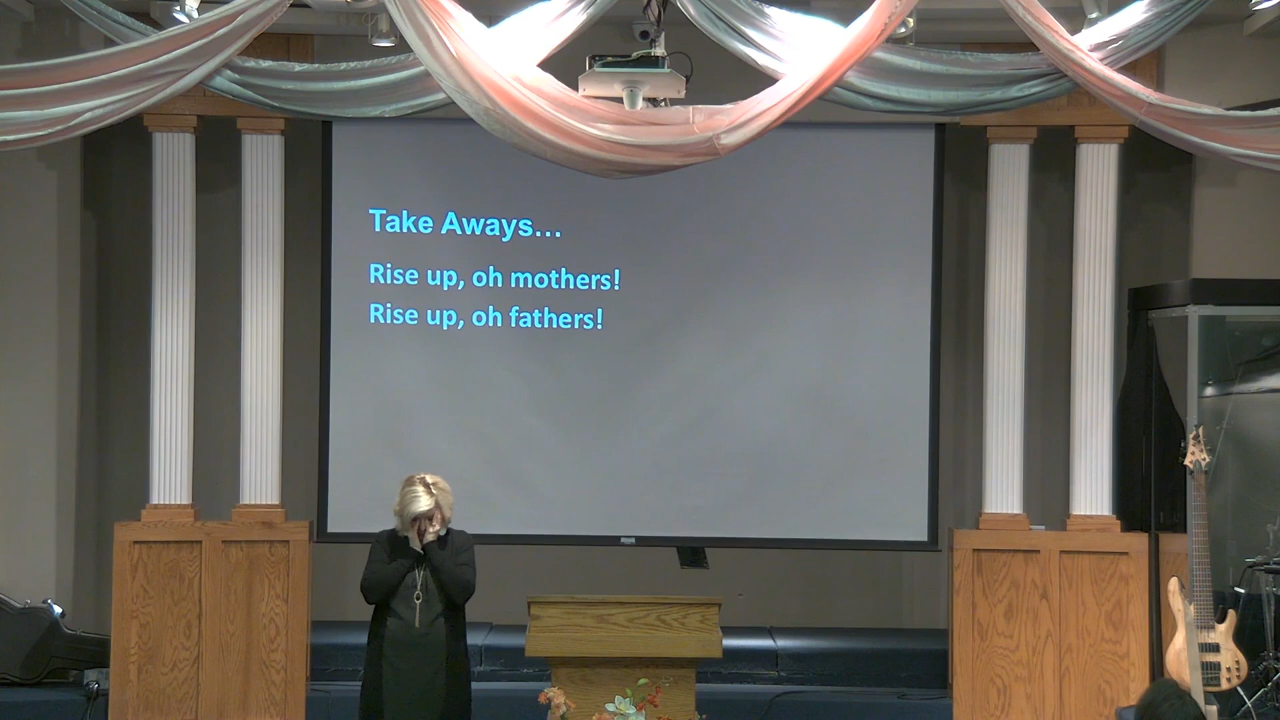 Take Aways...
Rise up, oh mothers!
Rise up, oh fathers!